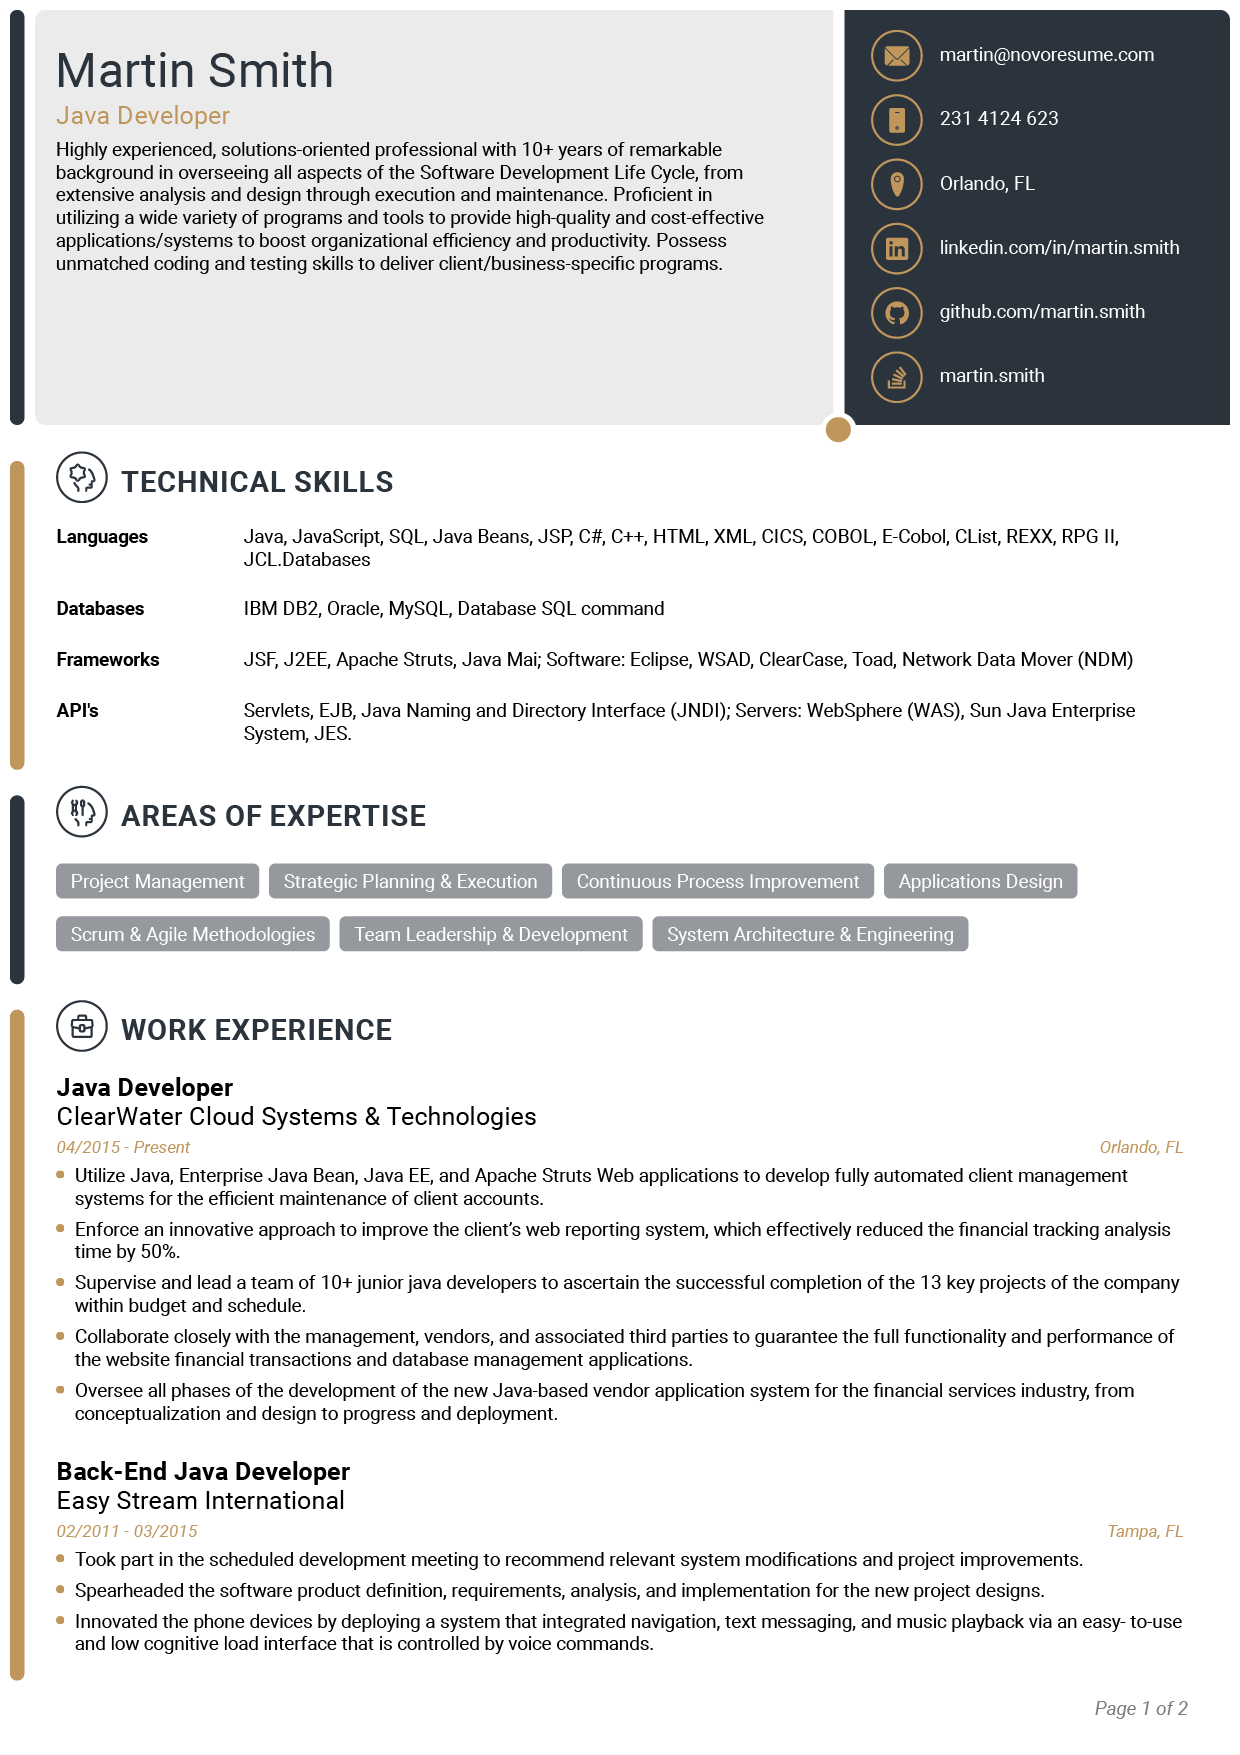 Martin Smith
Java Developer
Highly experienced, solutions-oriented professional with 10+ years of remarkable
background in overseeing all aspects of the Software Development Life Cycle, from
extensive analysis and design through execution and maintenance. Proficient in
utilizing a wide variety of programs and tools to provide high-quality and cost-effective
applications/systems to boost organizational efficiency and productivity. Possess
unmatched coding and testing skills to deliver client/business-specific programs.
martin@novoresume.com
231 4124 623
Orlando, FL
linkedin.com/in/martin.smith
github.com/martin.smith
martin.smith
TECHNICAL SKILLS
Languages Java, JavaScript, SQL, Java Beans, JSP, C#, C++, HTML, XML, CICS, COBOL, E-Cobol, CList, REXX, RPG II,
JCL.Databases
Databases IBM DB2, Oracle, MySQL, Database SQL command
Frameworks JSF, J2EE, Apache Struts, Java Mai; Software: Eclipse, WSAD, ClearCase, Toad, Network Data Mover (NDM)
API's Servlets, EJB, Java Naming and Directory Interface (JNDI); Servers: WebSphere (WAS), Sun Java Enterprise
System, JES.
AREAS OF EXPERTISE
Project Management Strategic Planning & Execution Continuous Process Improvement Applications Design
Scrum & Agile Methodologies Team Leadership & Development System Architecture & Engineering
WORK EXPERIENCE
Java Developer
ClearWater Cloud Systems & Technologies
04/2015 - Present Orlando, FL
Utilize Java, Enterprise Java Bean, Java EE, and Apache Struts Web applications to develop fully automated client management
systems for the efficient maintenance of client accounts.
Enforce an innovative approach to improve the client’s web reporting system, which effectively reduced the financial tracking analysis
time by 50%.
Supervise and lead a team of 10+ junior java developers to ascertain the successful completion of the 13 key projects of the company
within budget and schedule.
Collaborate closely with the management, vendors, and associated third parties to guarantee the full functionality and performance of
the website financial transactions and database management applications.
Oversee all phases of the development of the new Java-based vendor application system for the financial services industry, from
conceptualization and design to progress and deployment.
Back-End Java Developer
Easy Stream International
02/2011 - 03/2015 Tampa, FL
Took part in the scheduled development meeting to recommend relevant system modifications and project improvements.
Spearheaded the software product definition, requirements, analysis, and implementation for the new project designs.
Innovated the phone devices by deploying a system that integrated navigation, text messaging, and music playback via an easy- to-use
and low cognitive load interface that is controlled by voice commands.
Page 1 of 2